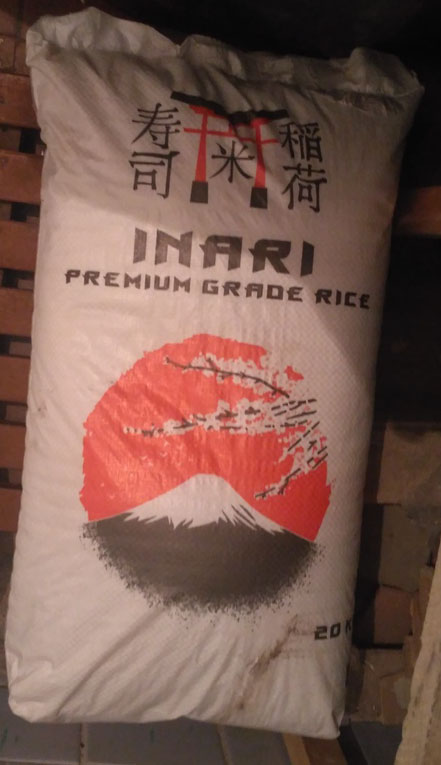 稲荷
米
寿司
INARI
PREMIUM GRADE RICE
20 K